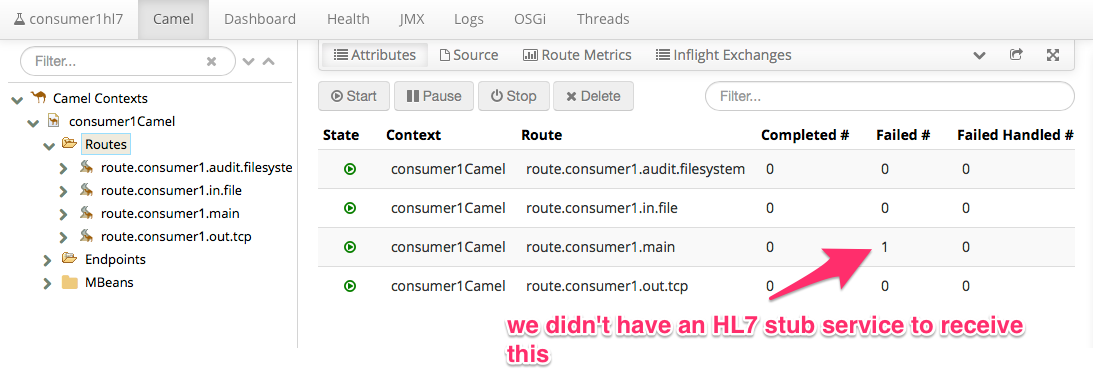 consumer1hl7 Camel Dashboard Health JMX Logs OSGi Threads
Filter...
Camel Contexts
consumer1Camel
Routes
route.consumer1.audit.filesyste
route.consumer1.in.file
route.consumer1.main
route.consumer1.out.tcp
Endpoints
MBeans
Attributes Source Route Metrics Inflight Exchanges
Start Pause Stop Delete Filter...
State Context Route Completed # Failed # Failed Handled #
consumer1Camel route.consumer1.audit.filesystem 0 0 0
consumer1Camel route.consumer1.in.file 0 0 0
consumer1Camel route.consumer1.main 0 1 0
consumer1Camel route.consumer1.out.tcp 0 0 0
we didn't have an HL7 stub service to receive
this